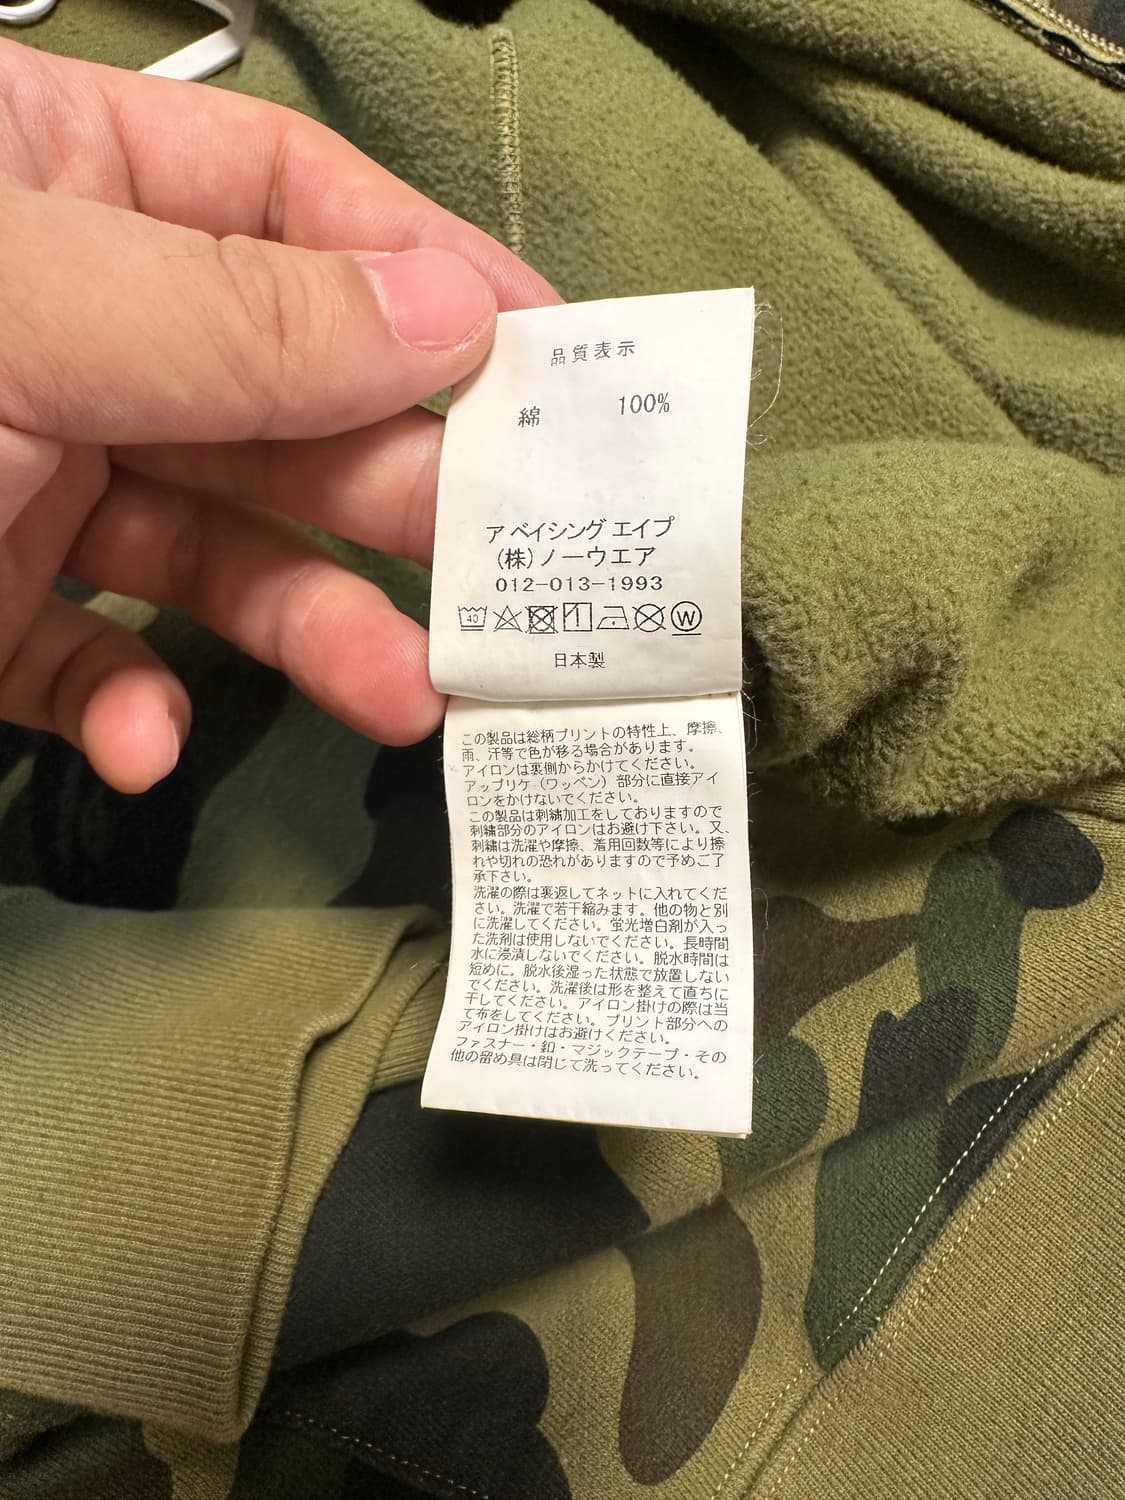 品質表示
綿 100%
ア ベイシング エイプ
(株)ノーウエア
012-013-1993
40 W
日本製
この製品は総柄プリントの特性上、摩擦、
雨、汗等で色が移る場合があります。
アイロンは裏側からかけてください。
アップリケ（ワッペン）部分に直接アイ
ロンをかけないでください。
この製品は刺繍加工をしておりますので
刺繍部分のアイロンはお避け下さい。又、
刺繍は洗濯や摩擦、着用回数等により擦
れや切れの恐れがありますので予めご了
承下さい。
洗濯の際は裏返してネットに入れてくだ
さい。洗濯で若干縮みます。他の物と別
に洗濯してください。蛍光増白剤が入っ
た洗剤は使用しないでください。長時間
水に浸漬しないでください。脱水時間は
短めに。脱水後湿った状態で放置しない
でください。洗濯後は形を整えて直ちに
干してください。アイロン掛けの際は当
て布をしてください。プリント部分への
アイロン掛けはお避けください。
ファスナー・釦・マジックテープ・その
他の留め具は閉じて洗ってください。